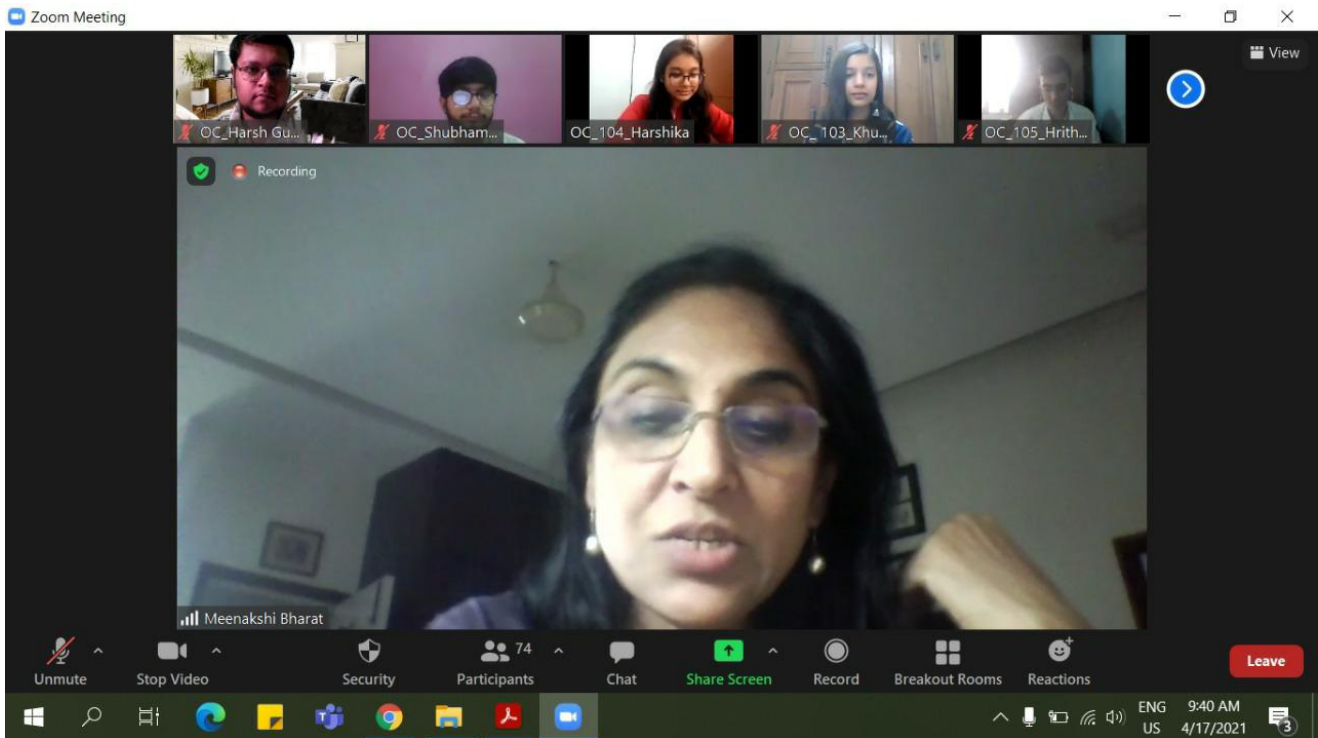 Zoom Meeting
View
OC_Harsh Gu...
OC_Shubham...
OC_104_Harshika
OC_ 103_Khu...
OC_105_Hrith...
Recording
Meenakshi Bharat
74
Unmute
Stop Video
Security
Participants
Chat
Share Screen
Record
Breakout Rooms
Reactions
Leave
ENG
US
9:40 AM
4/17/2021
3